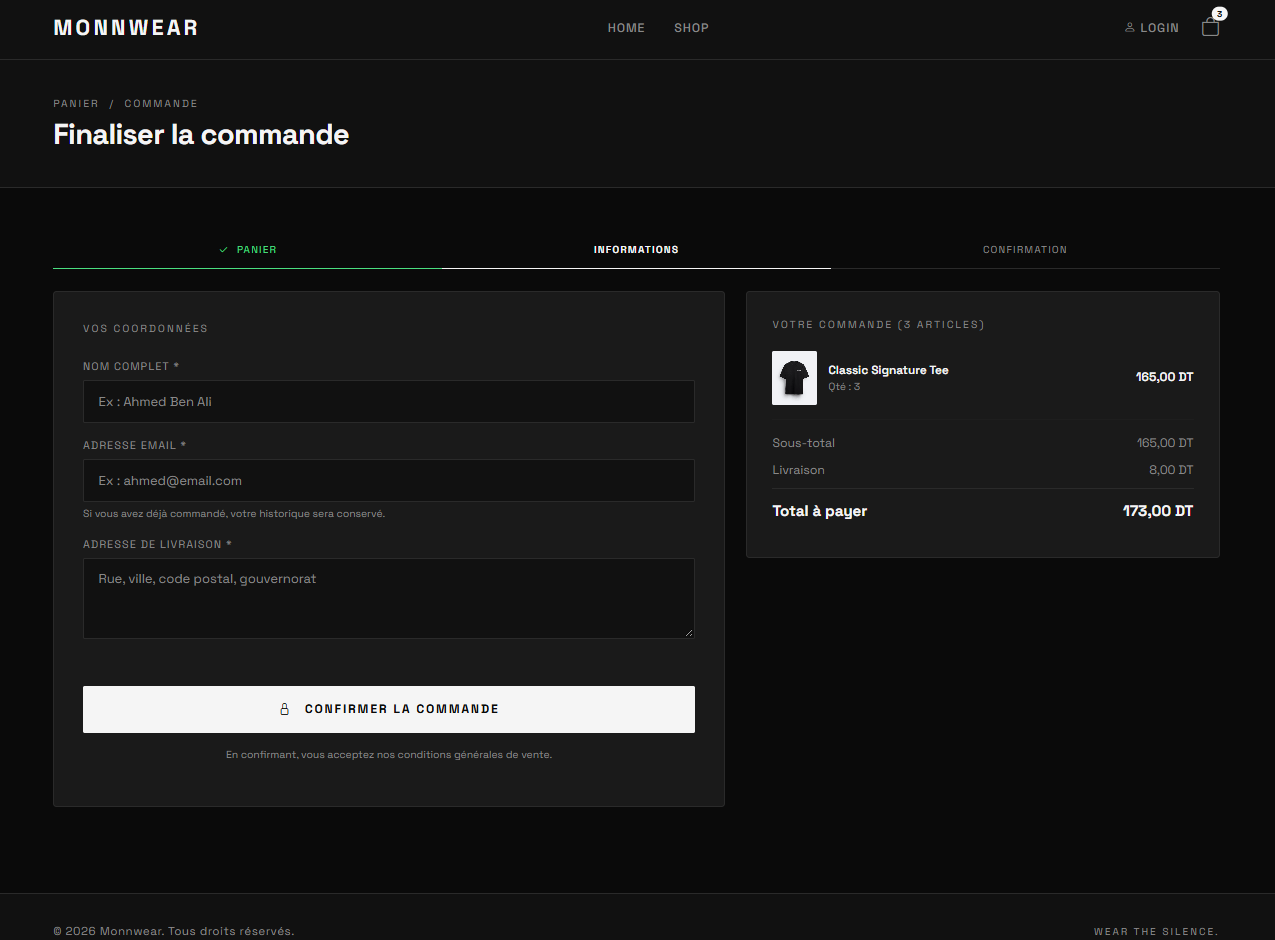 MONNWEAR
HOME SHOP
LOGIN
3
PANIER / COMMANDE
Finaliser la commande
PANIER
INFORMATIONS
CONFIRMATION
VOS COORDONNÉES
NOM COMPLET *
Ex : Ahmed Ben Ali
ADRESSE EMAIL *
Ex : ahmed@email.com
Si vous avez déjà commandé, votre historique sera conservé.
ADRESSE DE LIVRAISON *
Rue, ville, code postal, gouvernorat
CONFIRMER LA COMMANDE
En confirmant, vous acceptez nos conditions générales de vente.
VOTRE COMMANDE (3 ARTICLES)
Classic Signature Tee
Qté : 3
165,00 DT
Sous-total 165,00 DT
Livraison 8,00 DT
Total à payer 173,00 DT
© 2026 Monnwear. Tous droits réservés.
WEAR THE SILENCE.